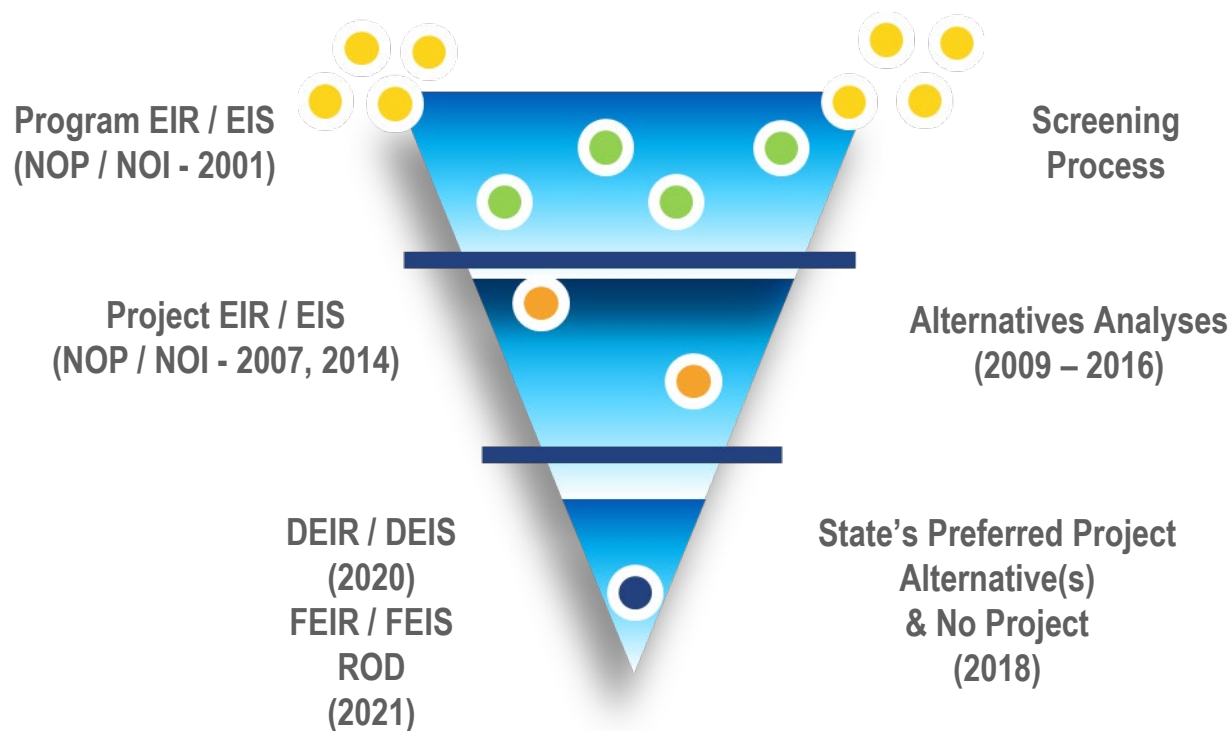 Program EIR / EIS
(NOP / NOI - 2001)
Screening
Process
Project EIR / EIS
(NOP / NOI - 2007, 2014)
Alternatives Analyses
(2009 – 2016)
DEIR / DEIS
(2020)
FEIR / FEIS
ROD
(2021)
State’s Preferred Project
Alternative(s)
& No Project
(2018)